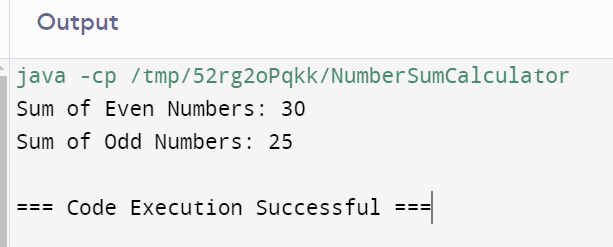 Output
java -cp /tmp/52rg2oPqkk/NumberSumCalculator
Sum of Even Numbers: 30
Sum of Odd Numbers: 25
=== Code Execution Successful ===